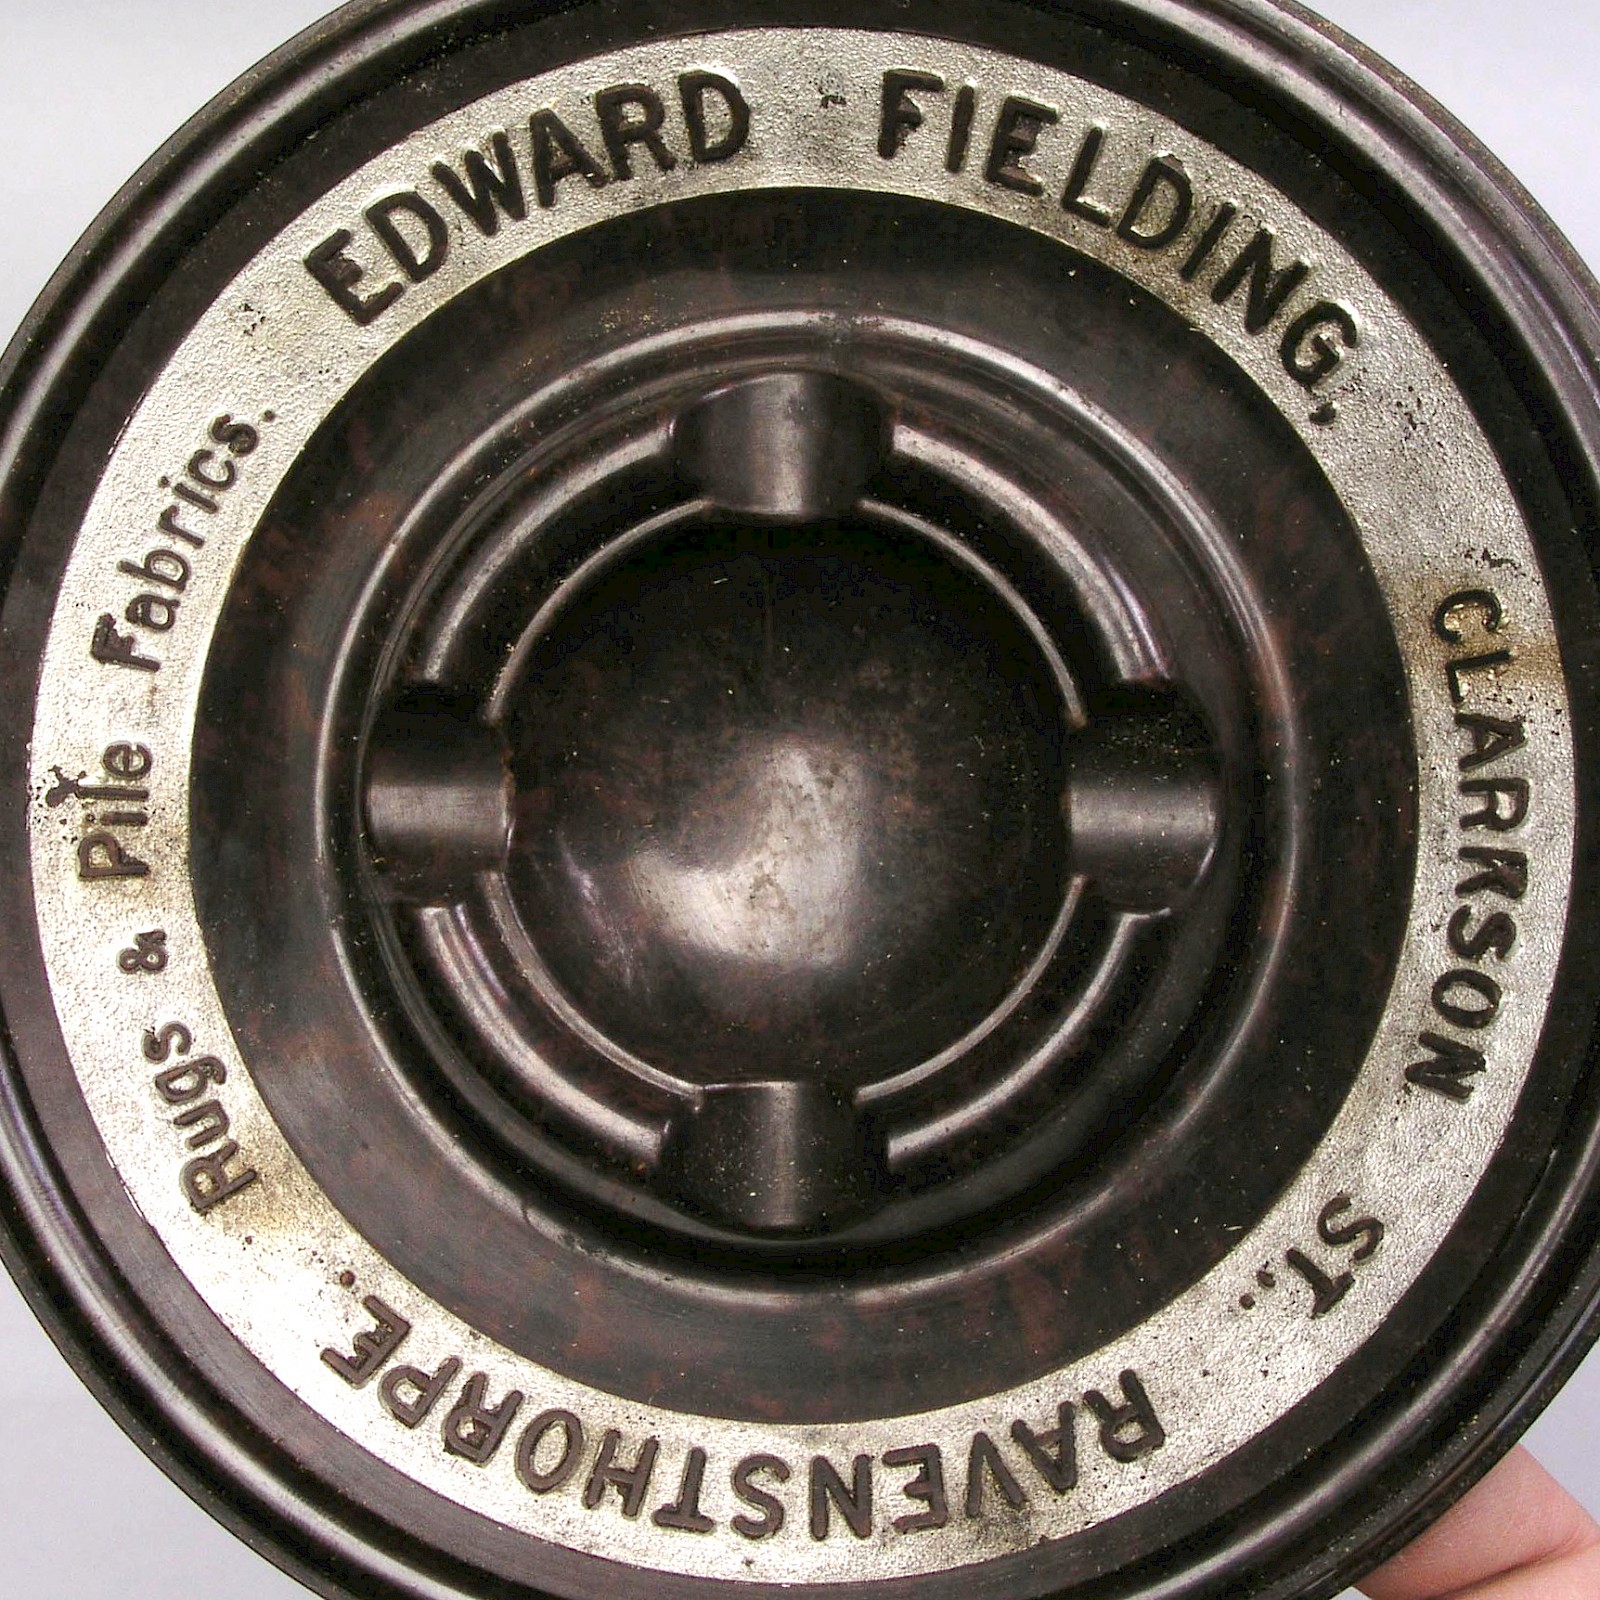 EDWARD FIELDING,
CLARKSON ST.,
RAVENSTHORPE.
Rugs & Pile Fabrics.